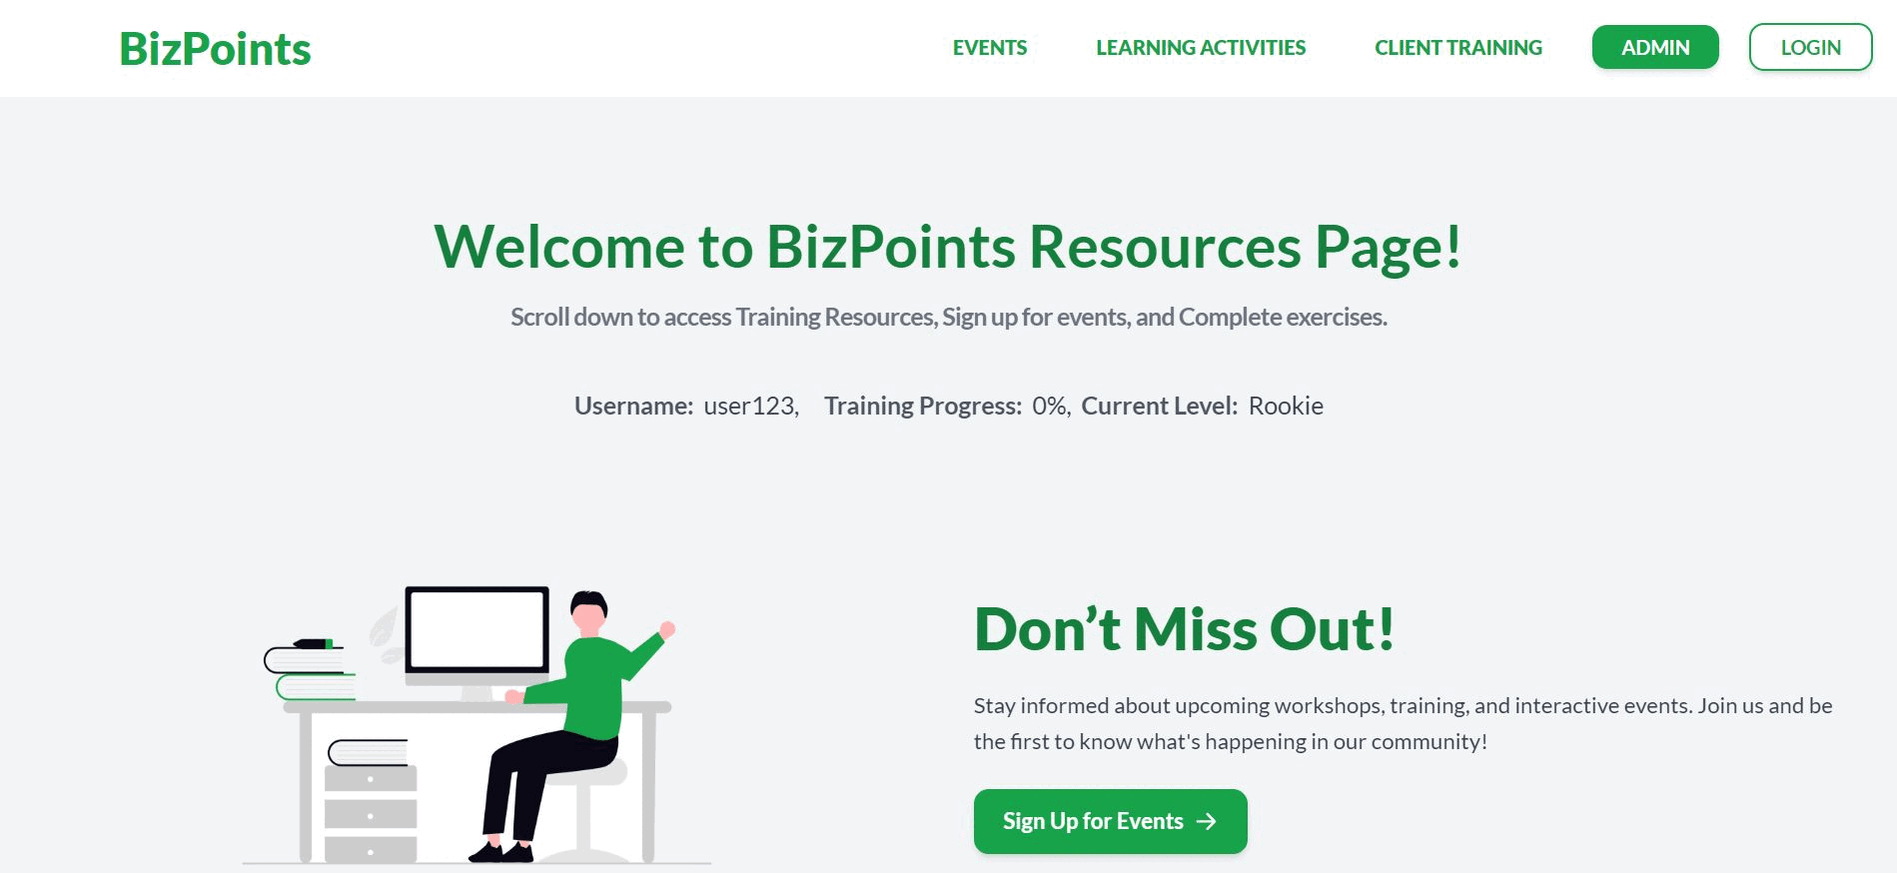 BizPoints
EVENTS LEARNING ACTIVITIES CLIENT TRAINING ADMIN LOGIN
Welcome to BizPoints Resources Page!
Scroll down to access Training Resources, Sign up for events, and Complete exercises.
Username: user123, Training Progress: 0%, Current Level: Rookie
Don’t Miss Out!
Stay informed about upcoming workshops, training, and interactive events. Join us and be
the first to know what's happening in our community!
Sign Up for Events →